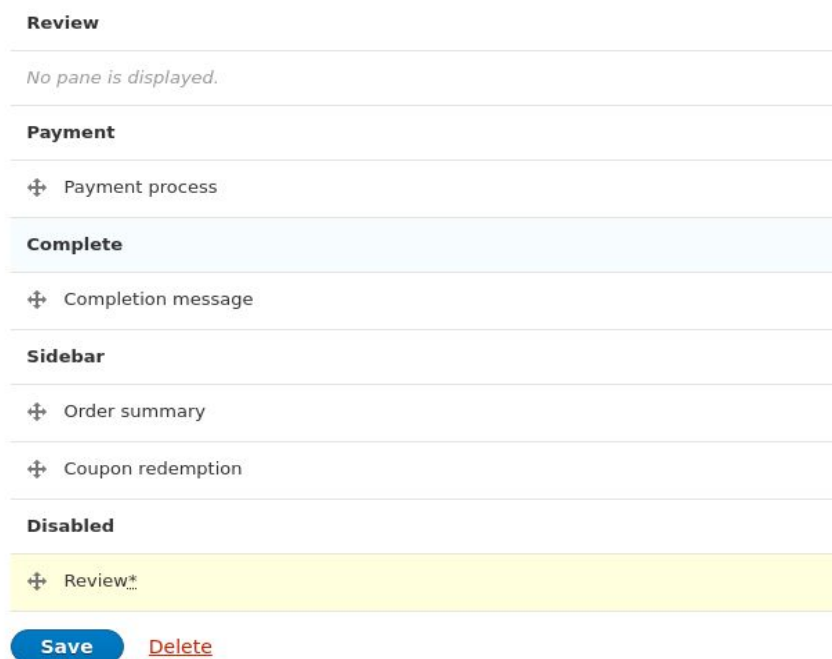 Review
No pane is displayed.
Payment
Payment process
Complete
Completion message
Sidebar
Order summary
Coupon redemption
Disabled
Review*
Save Delete